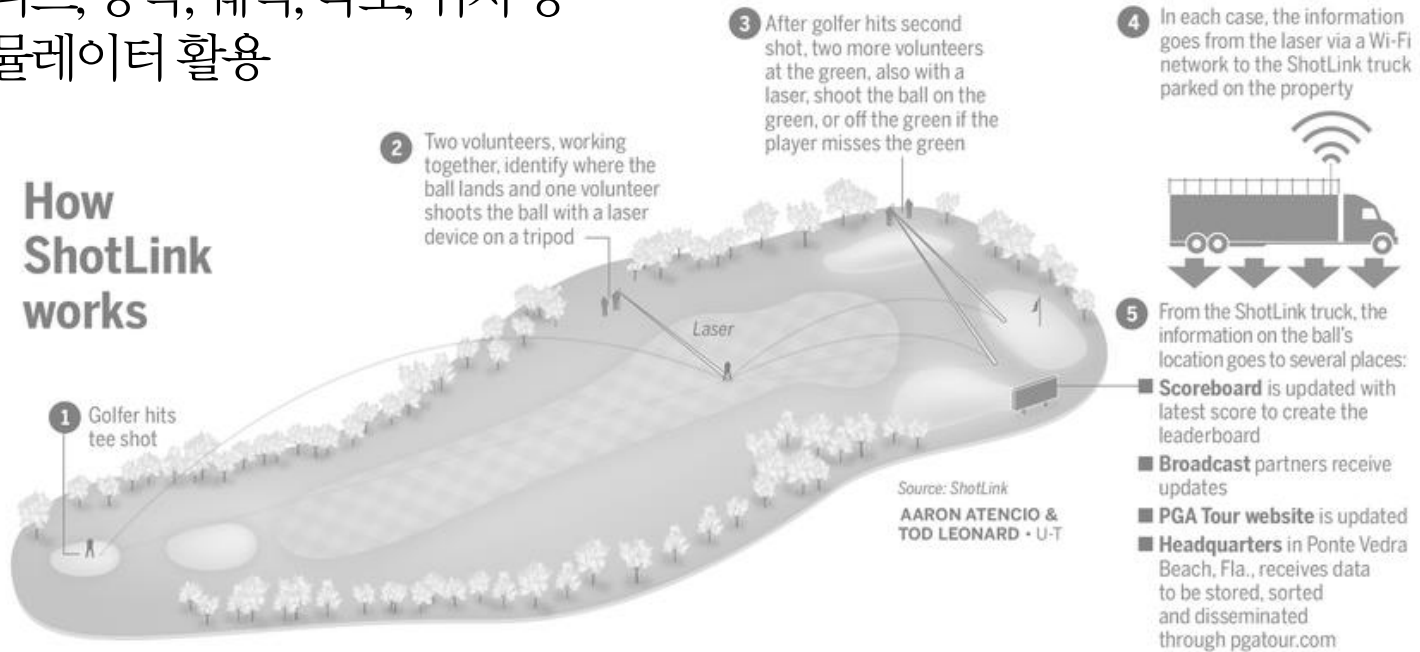 뮬레이터 활용
How
ShotLink
works
1 Golfer hits
tee shot
2 Two volunteers, working
together, identify where the
ball lands and one volunteer
shoots the ball with a laser
device on a tripod
3 After golfer hits second
shot, two more volunteers
at the green, also with a
laser, shoot the ball on the
green, or off the green if the
player misses the green
Laser
4 In each case, the information
goes from the laser via a Wi-Fi
network to the ShotLink truck
parked on the property
5 From the ShotLink truck, the
information on the ball's
location goes to several places:
■ Scoreboard is updated with
latest score to create the
leaderboard
■ Broadcast partners receive
updates
■ PGA Tour website is updated
■ Headquarters in Ponte Vedra
Beach, Fla., receives data
to be stored, sorted
and disseminated
through pgatour.com
Source: ShotLink
AARON ATENCIO &
TOD LEONARD • U-T